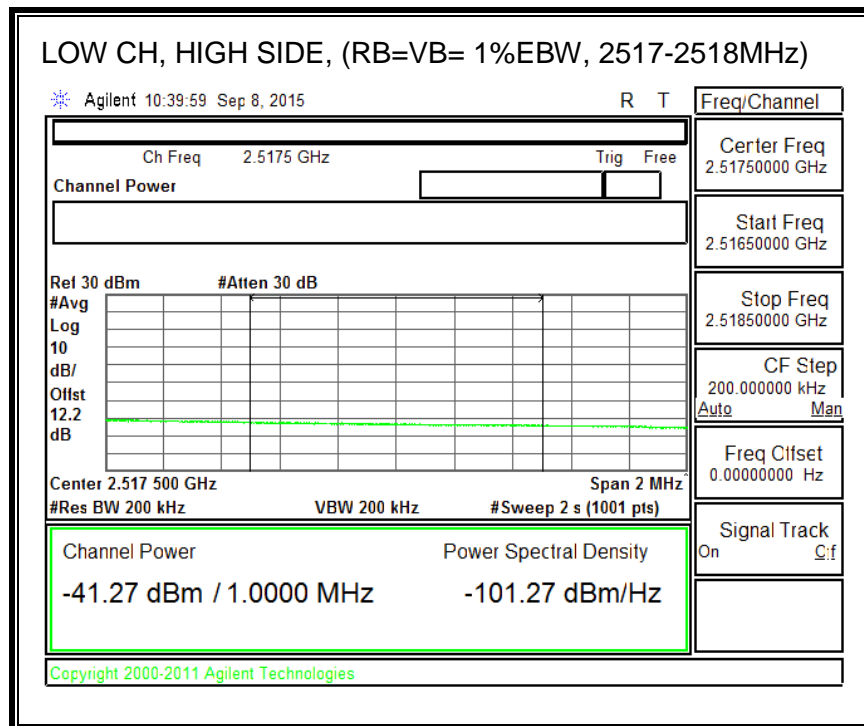 LOW CH, HIGH SIDE, (RB=VB= 1%EBW, 2517-2518MHz)
Agilent 10:39:59 Sep 8, 2015 R T
Freq/Channel
Ch Freq 2.5175 GHz Trig Free
Channel Power
Center Freq
2.51750000 GHz
Start Freq
2.51650000 GHz
Stop Freq
2.51850000 GHz
CF Step
200.000000 kHz
Auto Man
Freq Offset
0.00000000 Hz
Signal Track
On Off
Ref 30 dBm #Atten 30 dB
#Avg
Log
10
dB/
Offst
12.2
dB
Center 2.517 500 GHz Span 2 MHz
#Res BW 200 kHz VBW 200 kHz #Sweep 2 s (1001 pts)
Channel Power Power Spectral Density
-41.27 dBm / 1.0000 MHz -101.27 dBm/Hz
Copyright 2000-2011 Agilent Technologies